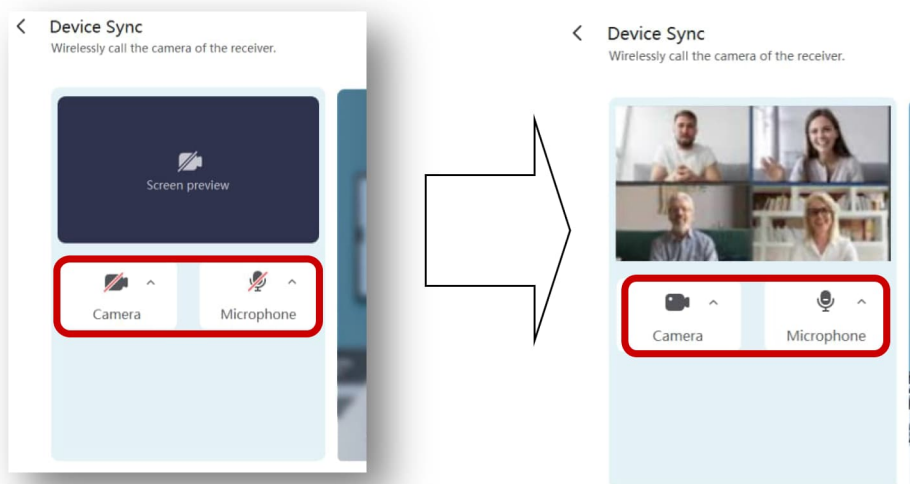 Device Sync
Wirelessly call the camera of the receiver.
Screen preview
Camera
Microphone
Device Sync
Wirelessly call the camera of the receiver.
Camera
Microphone